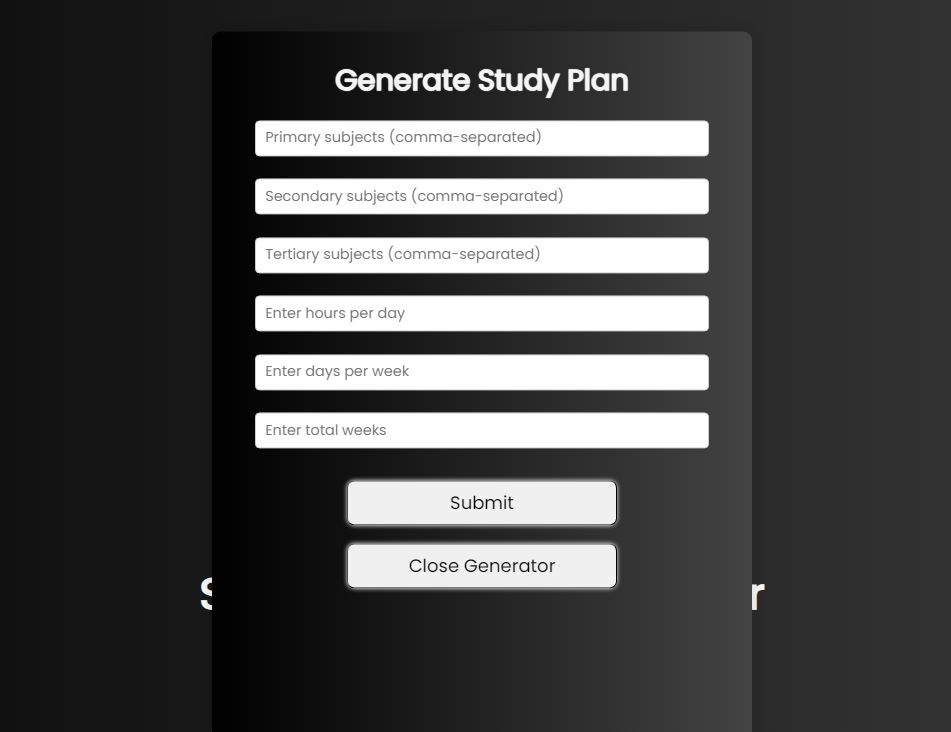 Generate Study Plan
Primary subjects (comma-separated)
Secondary subjects (comma-separated)
Tertiary subjects (comma-separated)
Enter hours per day
Enter days per week
Enter total weeks
Submit
Close Generator